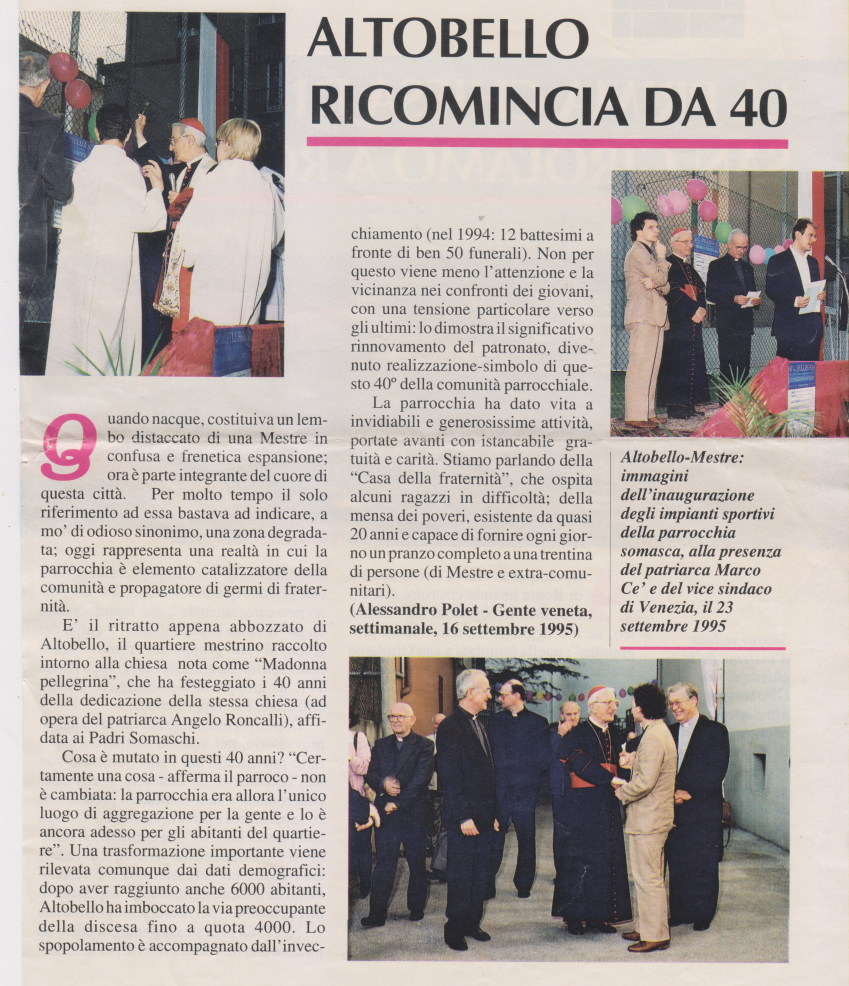 ALTOBELLO
RICOMINCIA DA 40
Quando nacque, costituiva un lem-
bo distaccato di una Mestre in
confusa e frenetica espansione;
ora è parte integrante del cuore di
questa città. Per molto tempo il solo
riferimento ad essa bastava ad indicare, a
mo' di odioso sinonimo, una zona degrada-
ta; oggi rappresenta una realtà in cui la
parrocchia è elemento catalizzatore della
comunità e propagatore di germi di frater-
nità.
E' il ritratto appena abbozzato di
Altobello, il quartiere mestrino raccolto
intorno alla chiesa nota come “Madonna
pellegrina”, che ha festeggiato i 40 anni
della dedicazione della stessa chiesa (ad
opera del patriarca Angelo Roncalli), affi-
data ai Padri Somaschi.
Cosa è mutato in questi 40 anni? “Cer-
tamente una cosa - afferma il parroco - non
è cambiata: la parrocchia era allora l'unico
luogo di aggregazione per la gente e lo è
ancora adesso per gli abitanti del quartie-
re”. Una trasformazione importante viene
rilevata comunque dai dati demografici:
dopo aver raggiunto anche 6000 abitanti,
Altobello ha imboccato la via preoccupante
della discesa fino a quota 4000. Lo
spopolamento è accompagnato dall'invec-
chiamento (nel 1994: 12 battesimi a
fronte di ben 50 funerali). Non per
questo viene meno l'attenzione e la
vicinanza nei confronti dei giovani,
con una tensione particolare verso
gli ultimi: lo dimostra il significativo
rinnovamento del patronato, dive-
nuto realizzazione-simbolo di que-
sto 40º della comunità parrocchiale.
La parrocchia ha dato vita a
invidiabili e generosissime attività,
portate avanti con istancabile gra-
tuità e carità. Stiamo parlando della
“Casa della fraternità”, che ospita
alcuni ragazzi in difficoltà; della
mensa dei poveri, esistente da quasi
20 anni e capace di fornire ogni gior-
no un pranzo completo a una trentina
di persone (di Mestre e extra-comu-
nitari).
(Alessandro Polet - Gente veneta,
settimanale, 16 settembre 1995)
Altobello-Mestre:
immagini
dell'inaugurazione
degli impianti sportivi
della parrocchia
somasca, alla presenza
del patriarca Marco
Ce' e del vice sindaco
di Venezia, il 23
settembre 1995